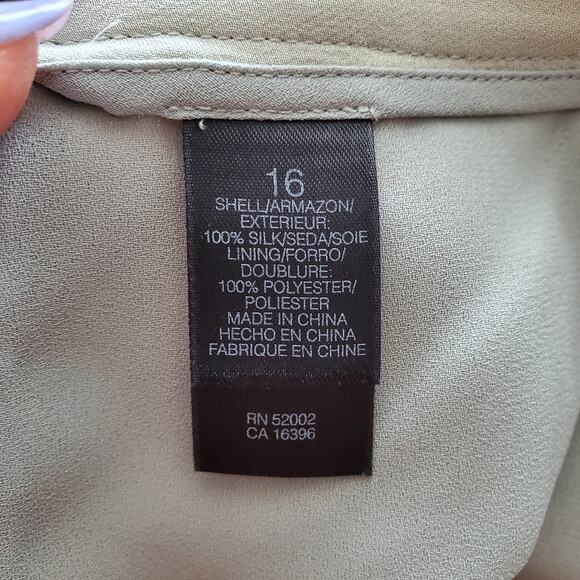 16
SHELL/ARMAZON/
EXTERIEUR:
100% SILK/SEDA/SOIE
LINING/FORRO/
DOUBLURE:
100% POLYESTER/
POLIESTER
MADE IN CHINA
HECHO EN CHINA
FABRIQUE EN CHINE
RN 52002
CA 16396